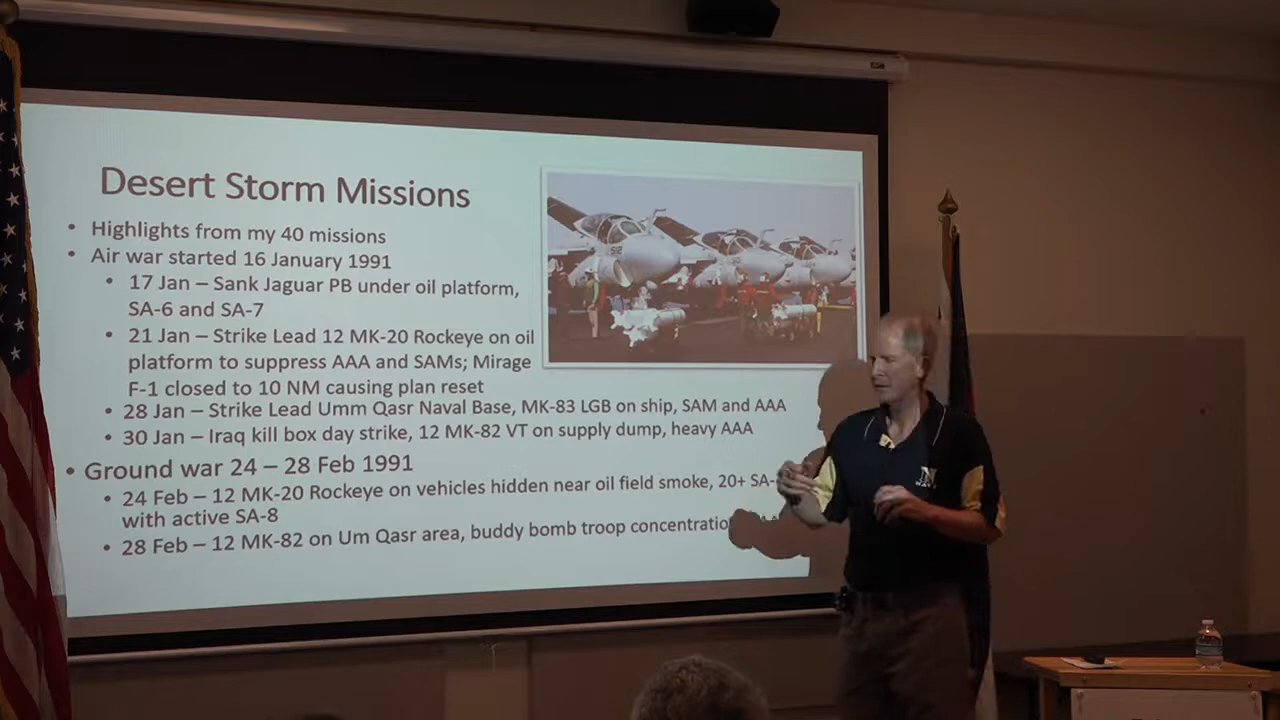 Desert Storm Missions
• Highlights from my 40 missions
• Air war started 16 January 1991
• 17 Jan – Sank Jaguar PB under oil platform,
SA-6 and SA-7
• 21 Jan – Strike Lead 12 MK-20 Rockeye on oil
platform to suppress AAA and SAMs; Mirage
F-1 closed to 10 NM causing plan reset
• 28 Jan – Strike Lead Umm Qasr Naval Base, MK-83 LGB on ship, SAM and AAA
• 30 Jan – Iraq kill box day strike, 12 MK-82 VT on supply dump, heavy AAA
• Ground war 24 – 28 Feb 1991
• 24 Feb – 12 MK-20 Rockeye on vehicles hidden near oil field smoke, 20+ SA-
with active SA-8
• 28 Feb – 12 MK-82 on Um Qasr area, buddy bomb troop concentratio
N
NAVY